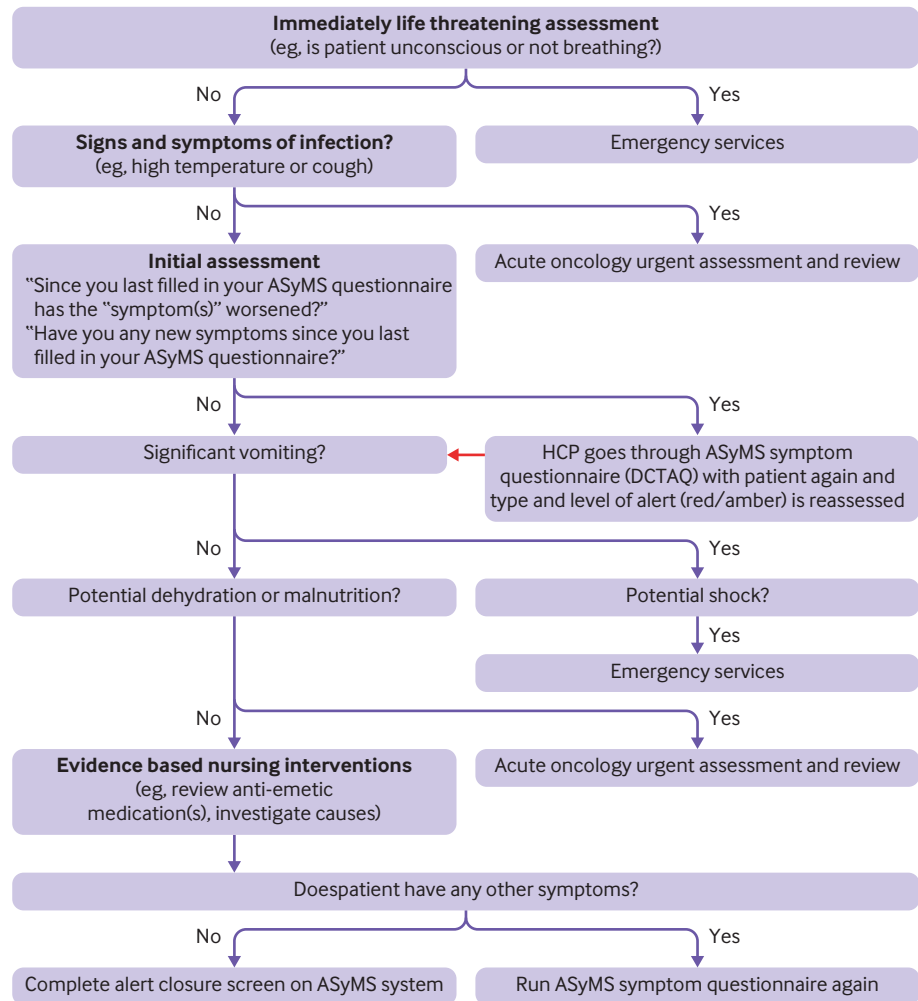 Immediately life threatening assessment
(eg, is patient unconscious or not breathing?)
No
Yes
Signs and symptoms of infection?
(eg, high temperature or cough)
Emergency services
No
Yes
Initial assessment
"Since you last filled in your ASyMS questionnaire
has the "symptom(s)" worsened?"
"Have you any new symptoms since you last
filled in your ASyMS questionnaire?"
Acute oncology urgent assessment and review
No
Yes
Significant vomiting?
HCP goes through ASyMS symptom
questionnaire (DCTAQ) with patient again and
type and level of alert (red/amber) is reassessed
No
Yes
Potential dehydration or malnutrition?
Potential shock?
Yes
Emergency services
No
Yes
Evidence based nursing interventions
(eg, review anti-emetic
medication(s), investigate causes)
Acute oncology urgent assessment and review
Doespatient have any other symptoms?
No
Yes
Complete alert closure screen on ASyMS system
Run ASyMS symptom questionnaire again